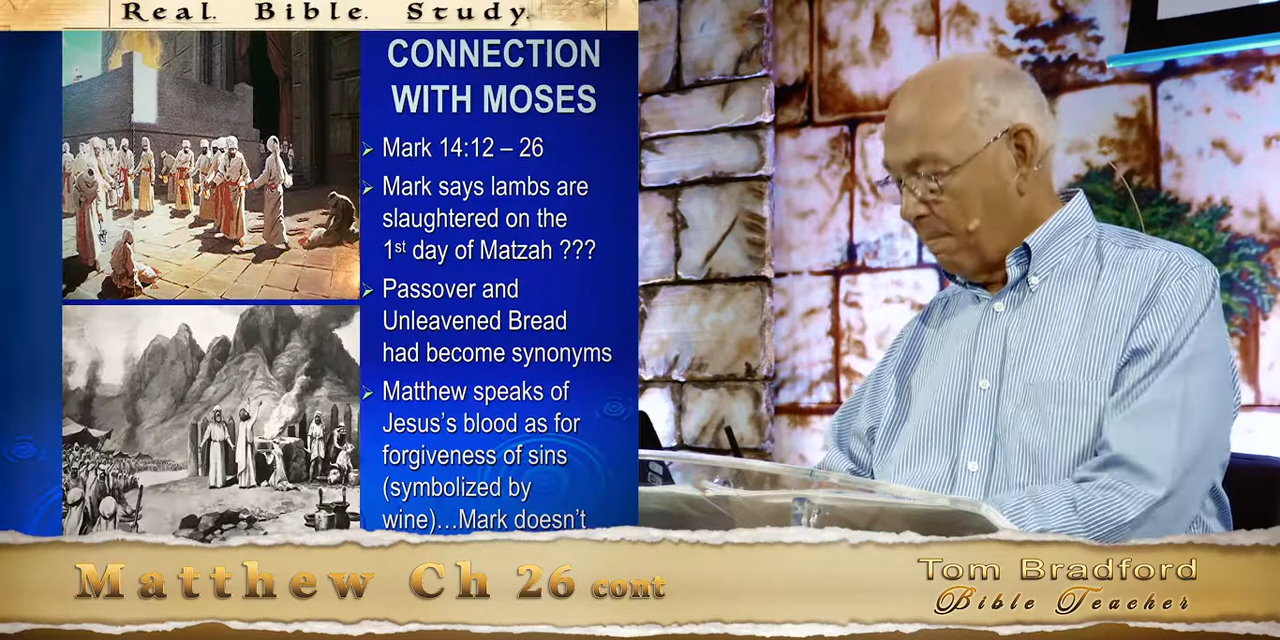 Real. Bible. Study.
CONNECTION
WITH MOSES
Mark 14:12 – 26
Mark says lambs are
slaughtered on the
1st day of Matzah ???
Passover and
Unleavened Bread
had become synonyms
Matthew speaks of
Jesus's blood as for
forgiveness of sins
(symbolized by
wine)…Mark doesn't
Matthew Ch 26 cont
Tom Bradford
Bible Teacher